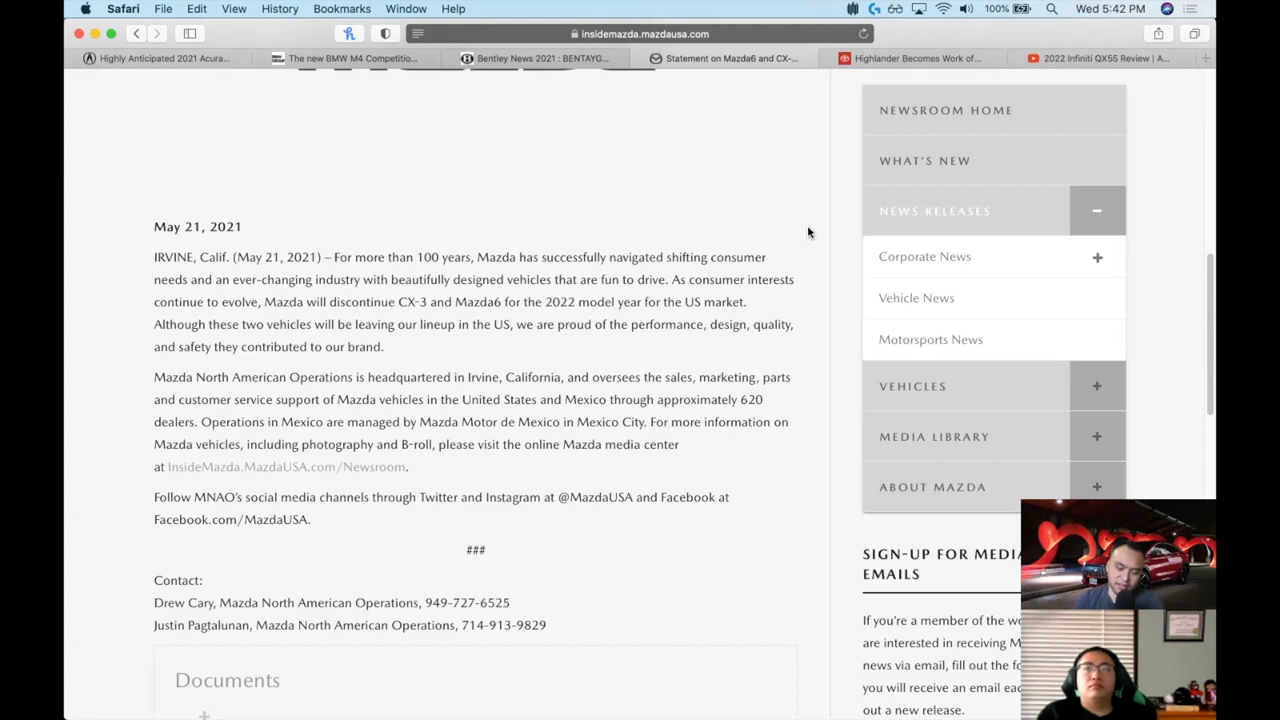 Safari File Edit View History Bookmarks Window Help 100% Wed 5:42 PM
insidemazda.mazdausa.com
Highly Anticipated 2021 Acura... The new BMW M4 Competitio... Bentley News 2021 : BENTAYG... Statement on Mazda6 and CX-... Highlander Becomes Work of... 2022 Infiniti QX55 Review | A...
May 21, 2021
IRVINE, Calif. (May 21, 2021) – For more than 100 years, Mazda has successfully navigated shifting consumer
needs and an ever-changing industry with beautifully designed vehicles that are fun to drive. As consumer interests
continue to evolve, Mazda will discontinue CX-3 and Mazda6 for the 2022 model year for the US market.
Although these two vehicles will be leaving our lineup in the US, we are proud of the performance, design, quality,
and safety they contributed to our brand.
Mazda North American Operations is headquartered in Irvine, California, and oversees the sales, marketing, parts
and customer service support of Mazda vehicles in the United States and Mexico through approximately 620
dealers. Operations in Mexico are managed by Mazda Motor de Mexico in Mexico City. For more information on
Mazda vehicles, including photography and B-roll, please visit the online Mazda media center
at InsideMazda.MazdaUSA.com/Newsroom.
Follow MNAO's social media channels through Twitter and Instagram at @MazdaUSA and Facebook at
Facebook.com/MazdaUSA.
###
Contact:
Drew Cary, Mazda North American Operations, 949-727-6525
Justin Pagtalunan, Mazda North American Operations, 714-913-9829
Documents
NEWSROOM HOME
WHAT'S NEW
NEWS RELEASES
Corporate News
Vehicle News
Motorsports News
VEHICLES
MEDIA LIBRARY
ABOUT MAZDA
SIGN-UP FOR MEDIA
EMAILS
If you're a member of the
are interested in receiving
news via email, fill out the
you will receive an email
out a new release.